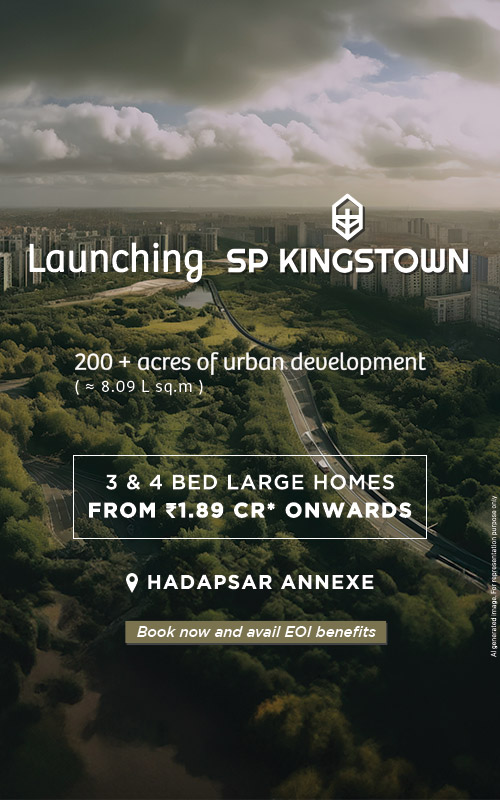 Launching SP KINGSTOWN
200 + acres of urban development
( ≈ 8.09 L sq.m )
3 & 4 BED LARGE HOMES
FROM ₹1.89 CR* ONWARDS
HADAPSAR ANNEXE
Book now and avail EOI benefits
AI generated image. For representation purpose only